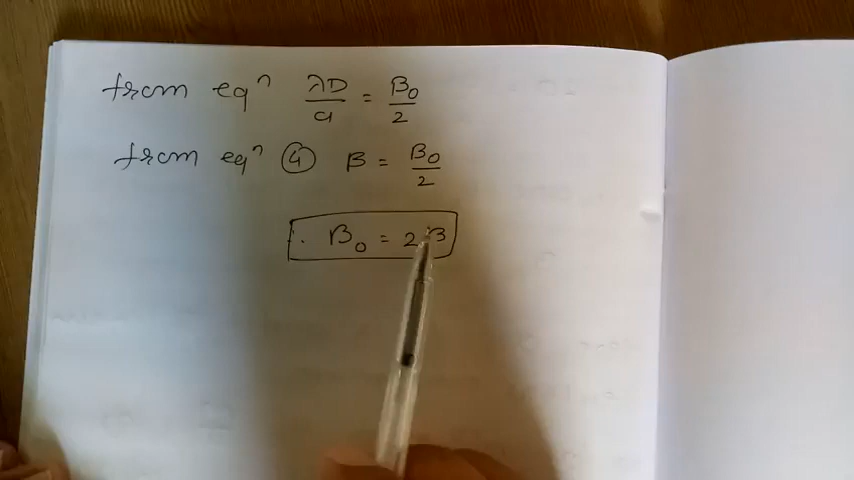 from eqⁿ λD/a = β₀/2
from eqⁿ ④ β = β₀/2
∴ β₀ = 2β